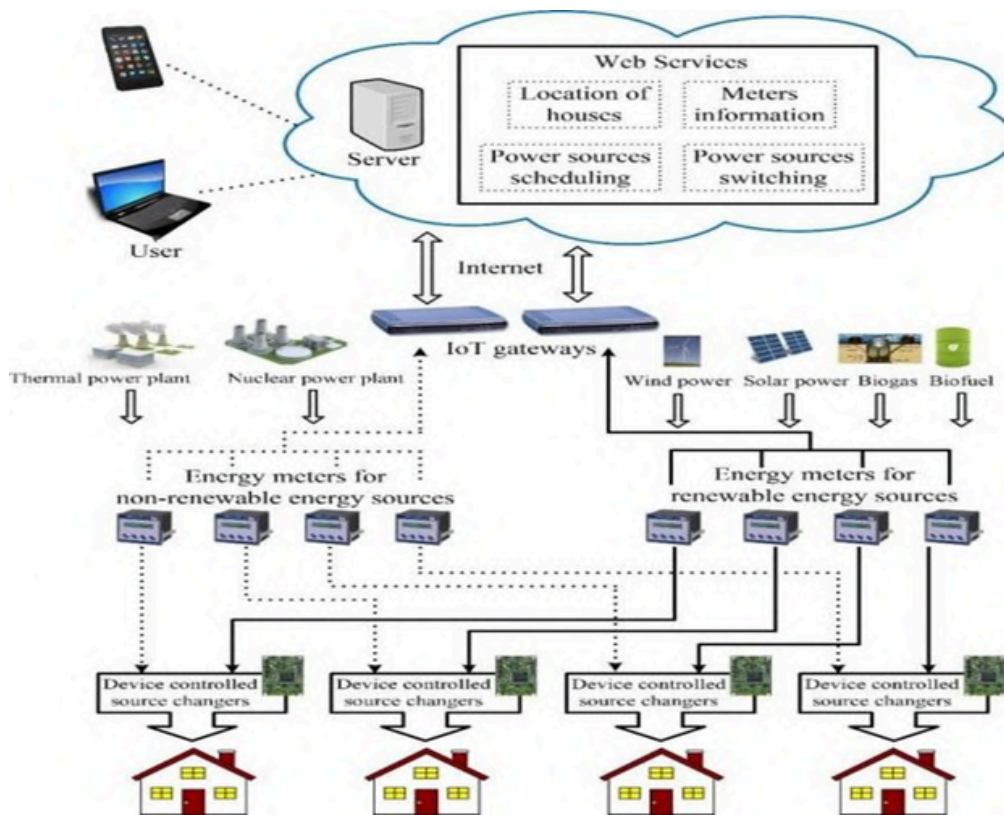 Web Services
Location of
houses
Meters
information
Server
Power sources
scheduling
Power sources
switching
User
Internet
IoT gateways
Thermal power plant
Nuclear power plant
Wind power
Solar power
Biogas
Biofuel
Energy meters for
non-renewable energy sources
Energy meters for
renewable energy sources
Device controlled
source changers
Device controlled
source changers
Device controlled
source changers
Device controlled
source changers